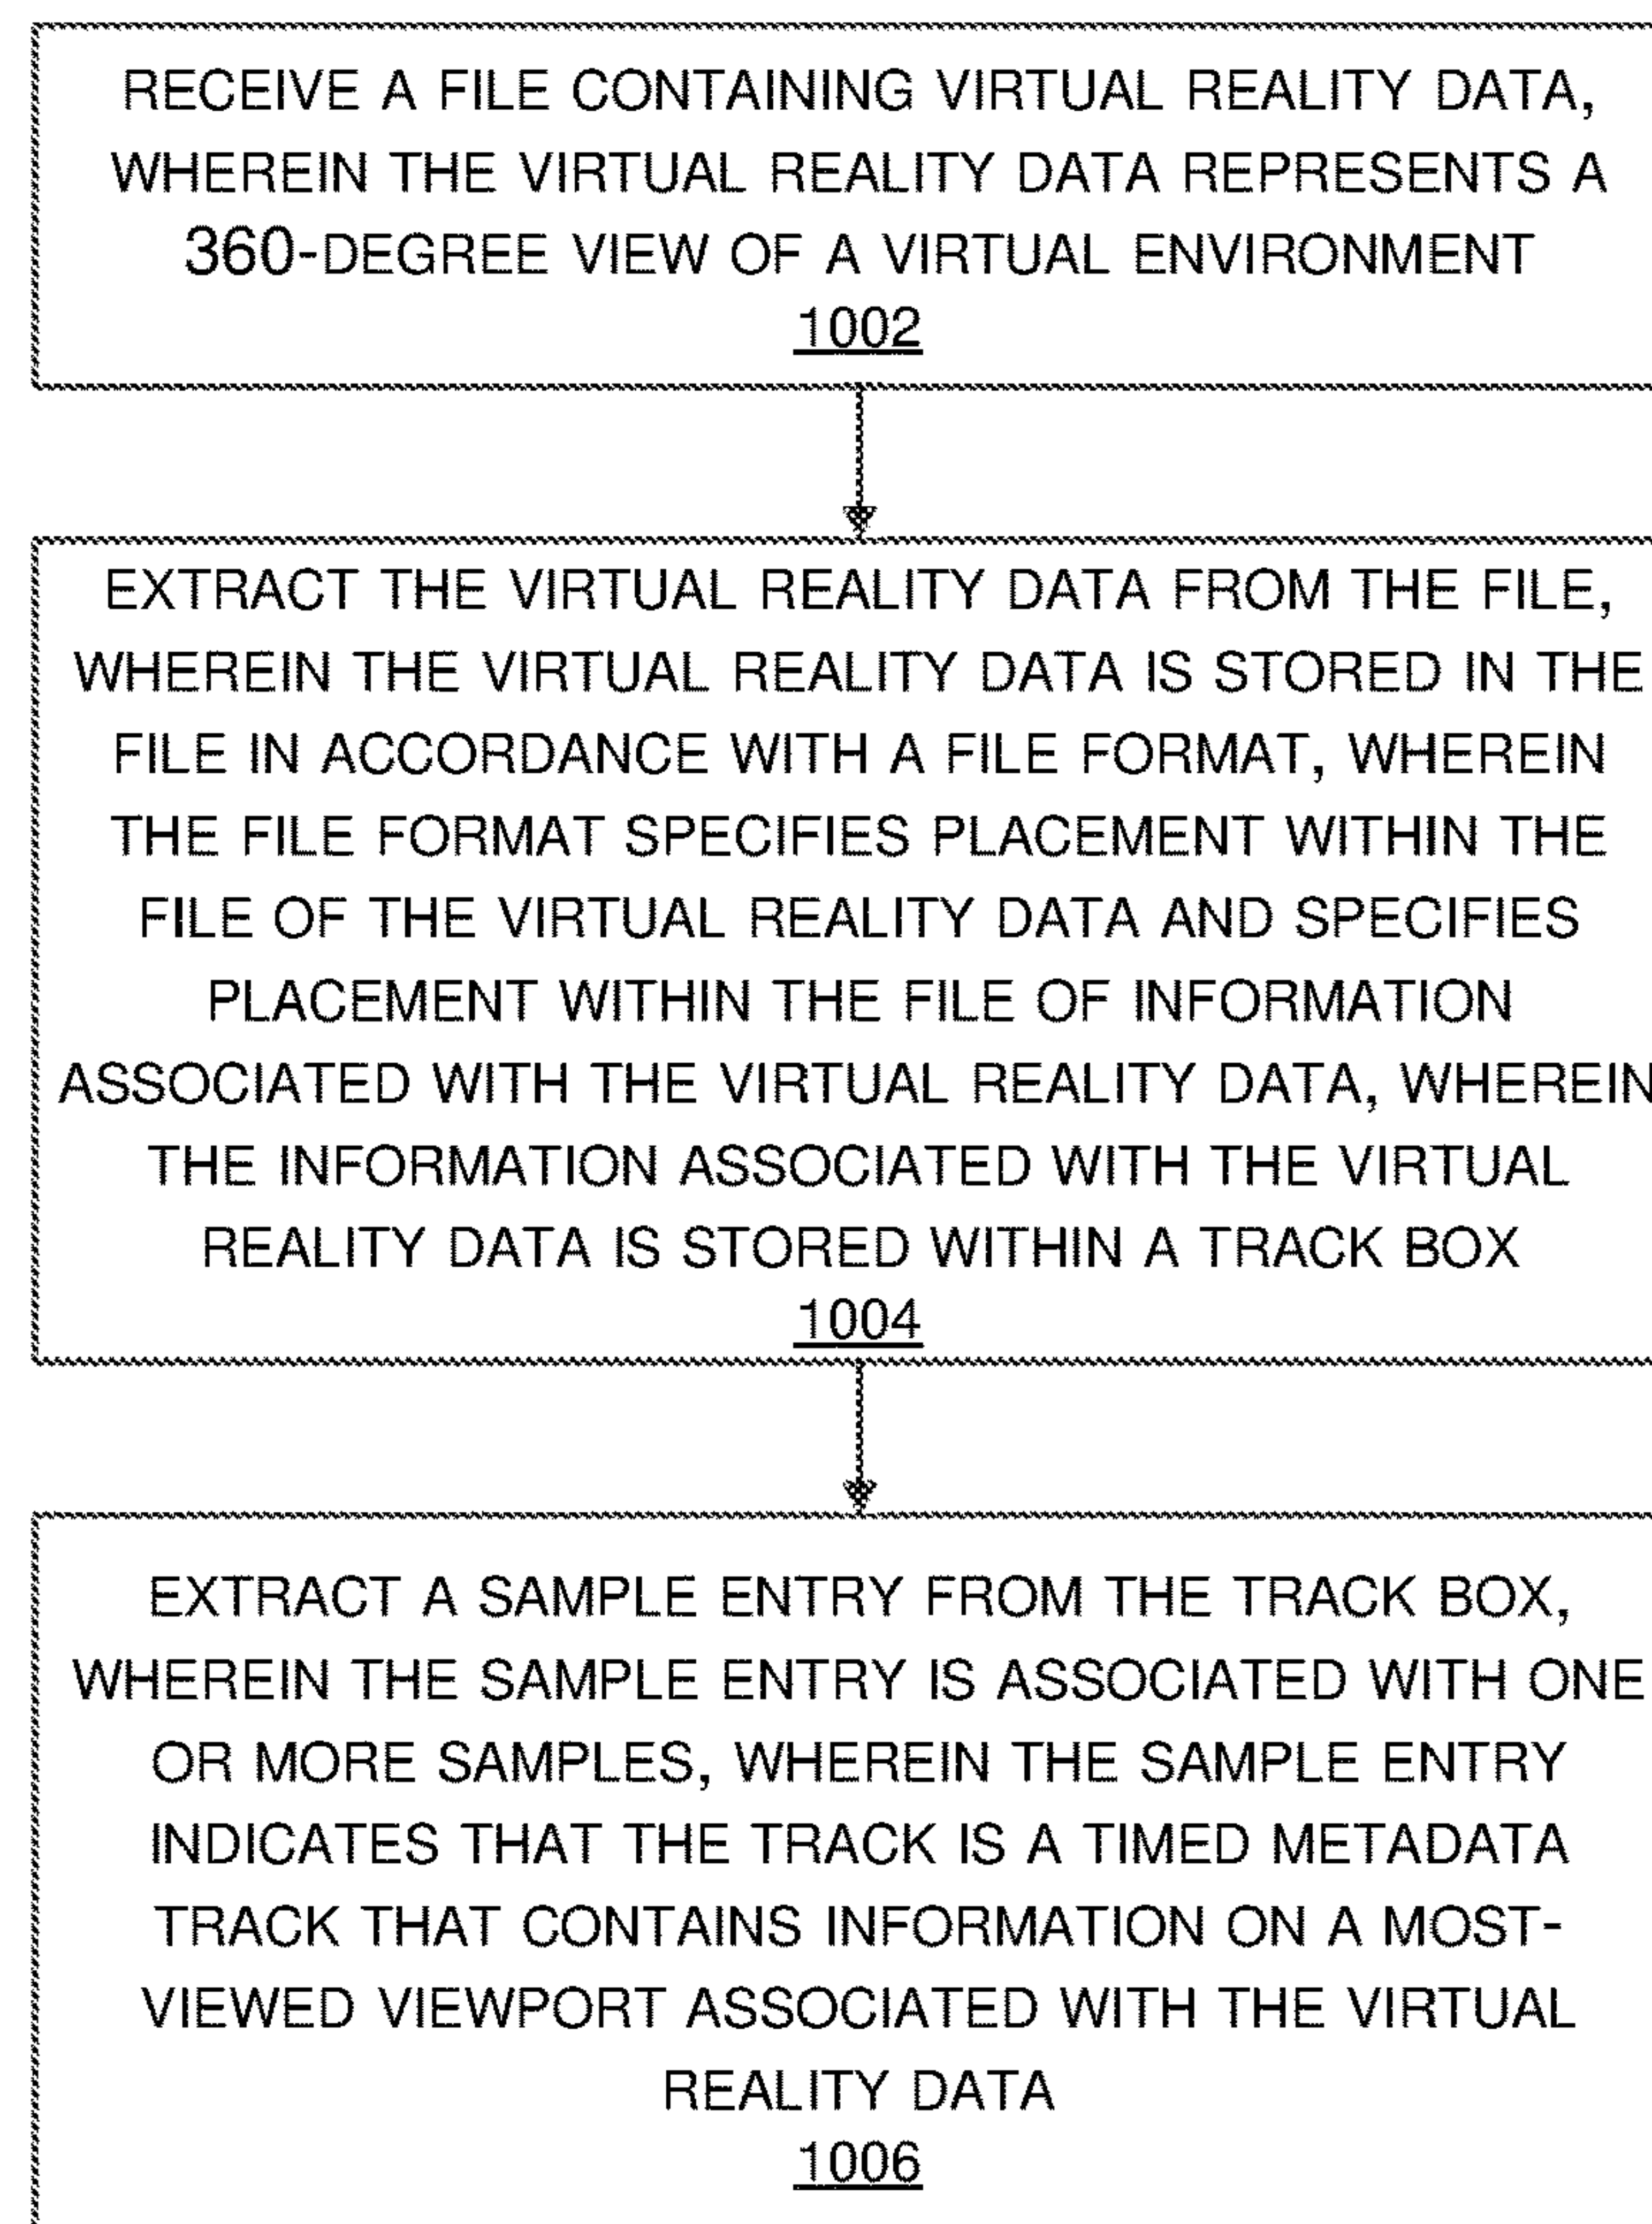 RECEIVE A FILE CONTAINING VIRTUAL REALITY DATA,
WHEREIN THE VIRTUAL REALITY DATA REPRESENTS A
360-DEGREE VIEW OF A VIRTUAL ENVIRONMENT
1002
EXTRACT THE VIRTUAL REALITY DATA FROM THE FILE,
WHEREIN THE VIRTUAL REALITY DATA IS STORED IN THE
FILE IN ACCORDANCE WITH A FILE FORMAT, WHEREIN
THE FILE FORMAT SPECIFIES PLACEMENT WITHIN THE
FILE OF THE VIRTUAL REALITY DATA AND SPECIFIES
PLACEMENT WITHIN THE FILE OF INFORMATION
ASSOCIATED WITH THE VIRTUAL REALITY DATA, WHEREIN
THE INFORMATION ASSOCIATED WITH THE VIRTUAL
REALITY DATA IS STORED WITHIN A TRACK BOX
1004
EXTRACT A SAMPLE ENTRY FROM THE TRACK BOX,
WHEREIN THE SAMPLE ENTRY IS ASSOCIATED WITH ONE
OR MORE SAMPLES, WHEREIN THE SAMPLE ENTRY
INDICATES THAT THE TRACK IS A TIMED METADATA
TRACK THAT CONTAINS INFORMATION ON A MOST-
VIEWED VIEWPORT ASSOCIATED WITH THE VIRTUAL
REALITY DATA
1006